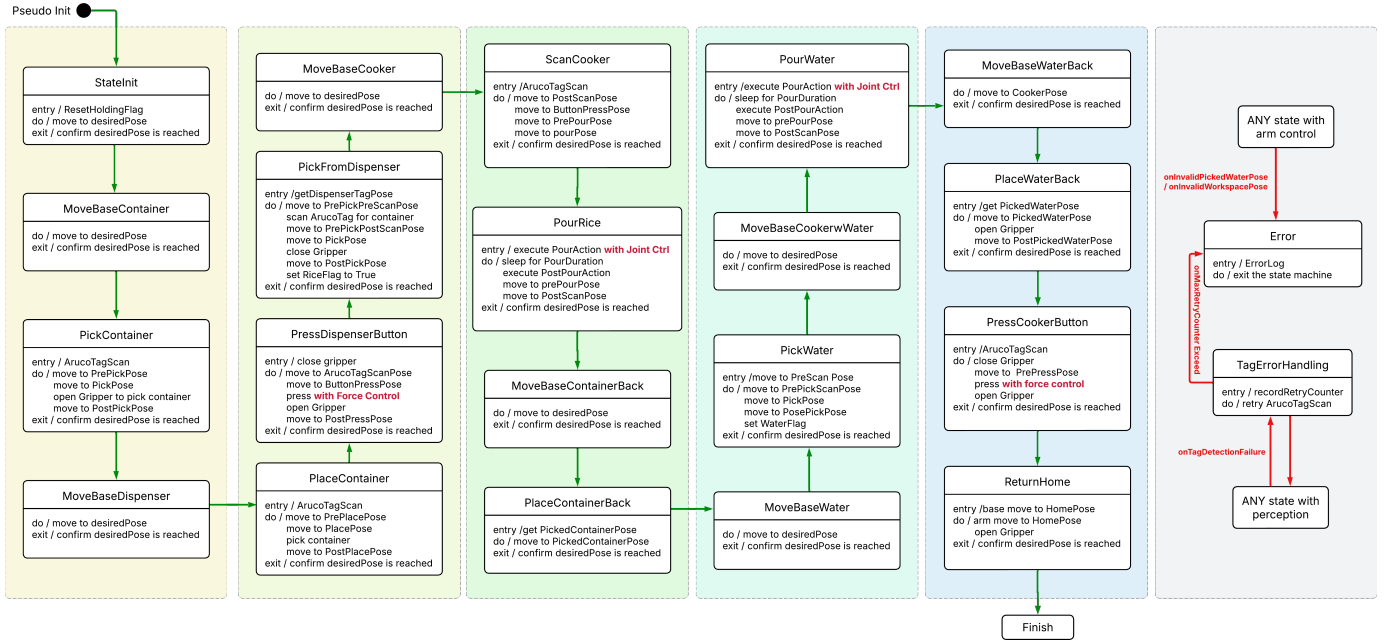 Pseudo Init
StateInit
entry / ResetHoldingFlag
do / move to desiredPose
exit / confirm desiredPose is reached
MoveBaseContainer
do / move to desiredPose
exit / confirm desiredPose is reached
PickContainer
entry / ArucoTagScan
do / move to PrePickPose
move to PickPose
open Gripper to pick container
move to PostPickPose
exit / confirm desiredPose is reached
MoveBaseDispenser
do / move to desiredPose
exit / confirm desiredPose is reached
MoveBaseCooker
do / move to desiredPose
exit / confirm desiredPose is reached
PickFromDispenser
entry /getDispenserTagPose
do / move to PrePickPreScanPose
scan ArucoTag for container
move to PrePickPostScanPose
move to PickPose
close Gripper
move to PostPickPose
set RiceFlag to True
exit / confirm desiredPose is reached
PressDispenserButton
entry / close gripper
do / move to ArucoTagScanPose
move to ButtonPressPose
press with Force Control
open Gripper
move to PostPressPose
exit / confirm desiredPose is reached
PlaceContainer
entry / ArucoTagScan
do / move to PrePlacePose
move to PlacePose
pick container
move to PostPlacePose
exit / confirm desiredPose is reached
ScanCooker
entry /ArucoTagScan
do / move to PostScanPose
move to ButtonPressPose
move to PrePourPose
move to pourPose
exit / confirm desiredPose is reached
PourRice
entry / execute PourAction with Joint Ctrl
do / sleep for PourDuration
execute PostPourAction
move to prePourPose
move to PostScanPose
exit / confirm desiredPose is reached
MoveBaseContainerBack
do / move to desiredPose
exit / confirm desiredPose is reached
PlaceContainerBack
entry /get PickedContainerPose
do / move to PickedContainerPose
exit / confirm desiredPose is reached
PourWater
entry /execute PourAction with Joint Ctrl
do / sleep for PourDuration
execute PostPourAction
move to prePourPose
move to PostScanPose
exit / confirm desiredPose is reached
MoveBaseCookerwWater
do / move to desiredPose
exit / confirm desiredPose is reached
PickWater
entry /move to PreScan Pose
do / move to PrePickScanPose
move to PickPose
move to PosePickPose
set WaterFlag
exit / confirm desiredPose is reached
MoveBaseWater
do / move to desiredPose
exit / confirm desiredPose is reached
MoveBaseWaterBack
do / move to CookerPose
exit / confirm desiredPose is reached
PlaceWaterBack
entry /get PickedWaterPose
do / move to PickedWaterPose
open Gripper
move to PostPickedWaterPose
exit / confirm desiredPose is reached
PressCookerButton
entry /ArucoTagScan
do / close Gripper
move to PrePressPose
press with force control
open Gripper
exit / confirm desiredPose is reached
ReturnHome
entry /base move to HomePose
do / arm move to HomePose
open Gripper
exit / confirm desiredPose is reached
Finish
ANY state with
arm control
onInvalidPickedWaterPose
/ onInvalidWorkspacePose
Error
entry / ErrorLog
do / exit the state machine
onMaxRetryCounter Exceed
TagErrorHandling
entry / recordRetryCounter
do / retry ArucoTagScan
onTagDetectionFailure
ANY state with
perception